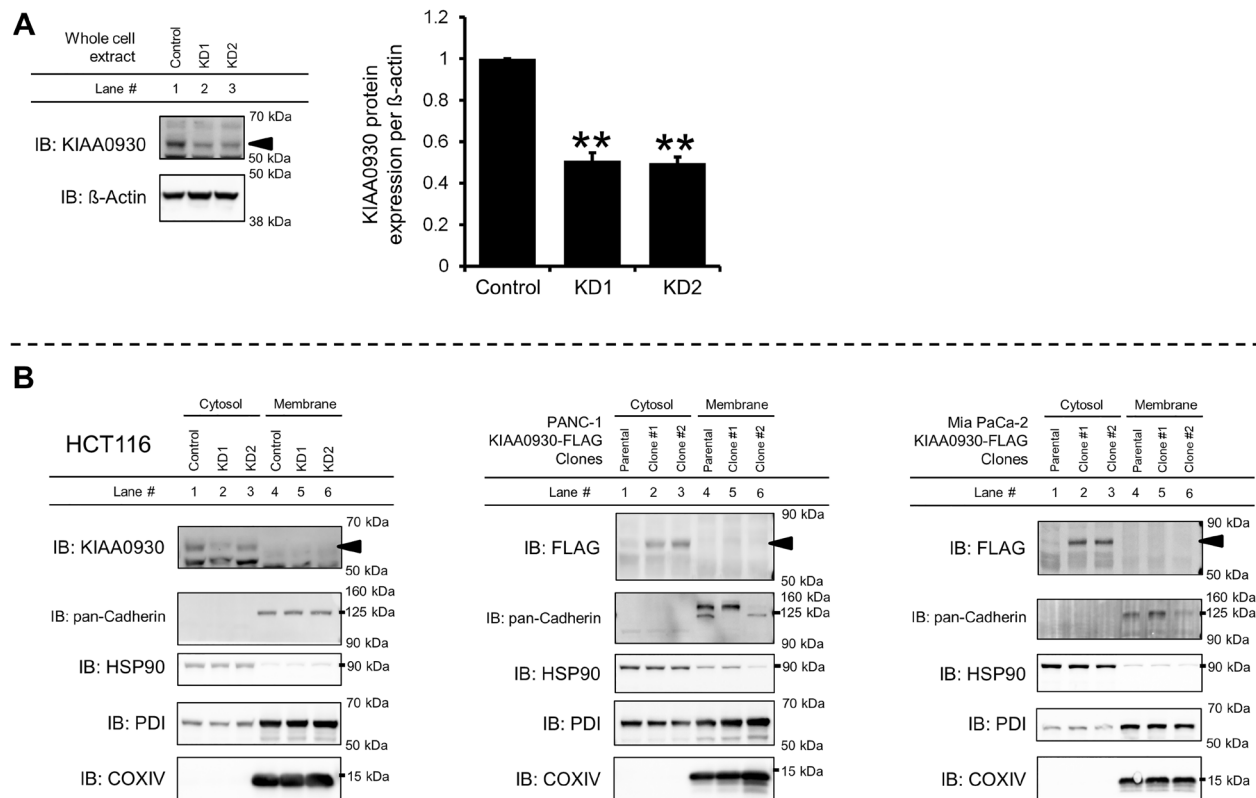 A
Whole cell
extract
Control
KD1
KD2
Lane #
1 2 3
IB: KIAA0930
70 kDa
50 kDa
IB: ß-Actin
50 kDa
38 kDa
KIAA0930 protein
expression per ß-actin
1.2
1
0.8
0.6
0.4
0.2
0
** **
Control KD1 KD2
B
HCT116
Cytosol Membrane
Control KD1 KD2 Control KD1 KD2
Lane # 1 2 3 4 5 6
IB: KIAA0930
70 kDa
50 kDa
IB: pan-Cadherin
160 kDa
125 kDa
90 kDa
IB: HSP90
90 kDa
IB: PDI
70 kDa
50 kDa
IB: COXIV
15 kDa
PANC-1
KIAA0930-FLAG
Clones
Cytosol Membrane
Parental Clone #1 Clone #2 Parental Clone #1 Clone #2
Lane # 1 2 3 4 5 6
IB: FLAG
90 kDa
50 kDa
IB: pan-Cadherin
160 kDa
125 kDa
90 kDa
IB: HSP90
90 kDa
IB: PDI
70 kDa
50 kDa
IB: COXIV
15 kDa
Mia PaCa-2
KIAA0930-FLAG
Clones
Cytosol Membrane
Parental Clone #1 Clone #2 Parental Clone #1 Clone #2
Lane # 1 2 3 4 5 6
IB: FLAG
90 kDa
50 kDa
IB: pan-Cadherin
160 kDa
125 kDa
90 kDa
IB: HSP90
90 kDa
IB: PDI
70 kDa
50 kDa
IB: COXIV
15 kDa